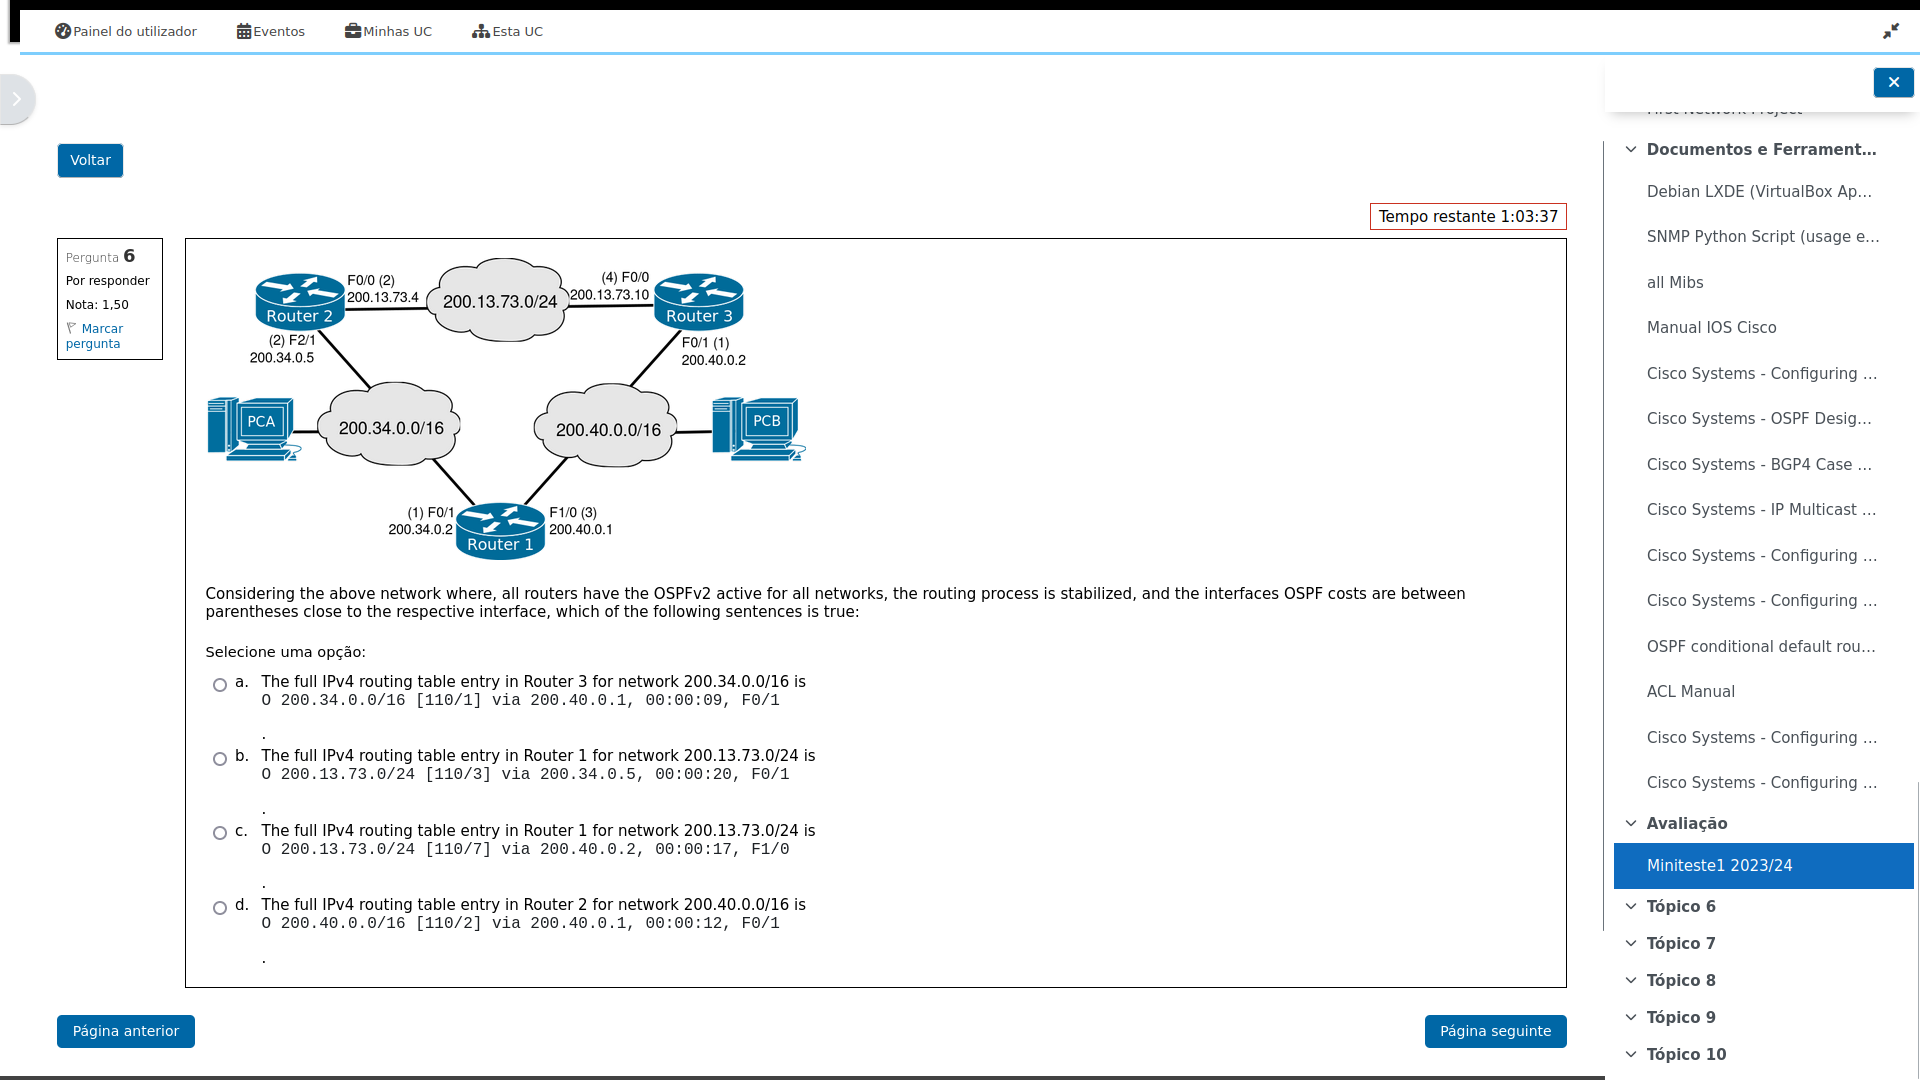 Painel do utilizador
Eventos
Minhas UC
Esta UC
Voltar
Tempo restante 1:03:37
Pergunta 6
Por responder
Nota: 1,50
Marcar
pergunta
F0/0 (2)
200.13.73.4
200.13.73.0/24
(4) F0/0
200.13.73.10
Router 2
Router 3
(2) F2/1
200.34.0.5
F0/1 (1)
200.40.0.2
PCA
200.34.0.0/16
200.40.0.0/16
PCB
(1) F0/1
200.34.0.2
F1/0 (3)
200.40.0.1
Router 1
Considering the above network where, all routers have the OSPFv2 active for all networks, the routing process is stabilized, and the interfaces OSPF costs are between
parentheses close to the respective interface, which of the following sentences is true:
Selecione uma opção:
a. The full IPv4 routing table entry in Router 3 for network 200.34.0.0/16 is
O 200.34.0.0/16 [110/1] via 200.40.0.1, 00:00:09, F0/1
.
b. The full IPv4 routing table entry in Router 1 for network 200.13.73.0/24 is
O 200.13.73.0/24 [110/3] via 200.34.0.5, 00:00:20, F0/1
.
c. The full IPv4 routing table entry in Router 1 for network 200.13.73.0/24 is
O 200.13.73.0/24 [110/7] via 200.40.0.2, 00:00:17, F1/0
.
d. The full IPv4 routing table entry in Router 2 for network 200.40.0.0/16 is
O 200.40.0.0/16 [110/2] via 200.40.0.1, 00:00:12, F0/1
.
Página anterior
Página seguinte
First Network Project
Documentos e Ferrament...
Debian LXDE (VirtualBox Ap...
SNMP Python Script (usage e...
all Mibs
Manual IOS Cisco
Cisco Systems - Configuring ...
Cisco Systems - OSPF Desig...
Cisco Systems - BGP4 Case ...
Cisco Systems - IP Multicast ...
Cisco Systems - Configuring ...
Cisco Systems - Configuring ...
OSPF conditional default rou...
ACL Manual
Cisco Systems - Configuring ...
Cisco Systems - Configuring ...
Avaliação
Miniteste1 2023/24
Tópico 6
Tópico 7
Tópico 8
Tópico 9
Tópico 10